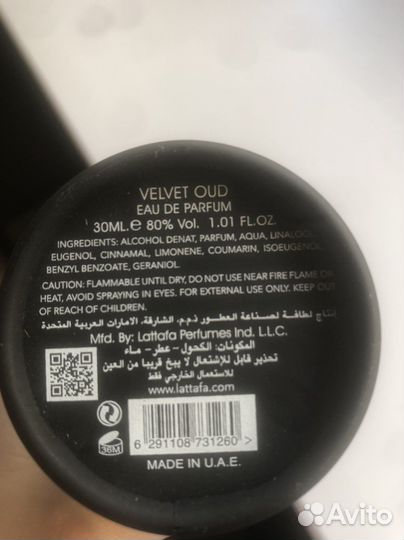 VELVET OUD
EAU DE PARFUM
30ML.℮ 80% Vol. 1.01 FL.OZ.
INGREDIENTS: ALCOHOL DENAT, PARFUM, AQUA, LINALOOL,
EUGENOL, CINNAMAL, LIMONENE, COUMARIN, ISOEUGENOL,
BENZYL BENZOATE, GERANIOL.
CAUTION: FLAMMABLE UNTIL DRY, DO NOT USE NEAR FIRE FLAME OR
HEAT, AVOID SPRAYING IN EYES. FOR EXTERNAL USE ONLY. KEEP OUT
OF REACH OF CHILDREN.
إنتاج لطافة لصناعة العطور ذ.م.م. الشارقة، الامارات العربية المتحدة
Mfd. By: Lattafa Perfumes Ind. L.L.C.
المكونات: الكحول - عطر - ماء
تحذير قابل للإشتعال لا يبخ قريبا من العين
للاستعمال الخارجي فقط
www.lattafa.com
36M
6 291108 731260 >
MADE IN U.A.E.
Avito